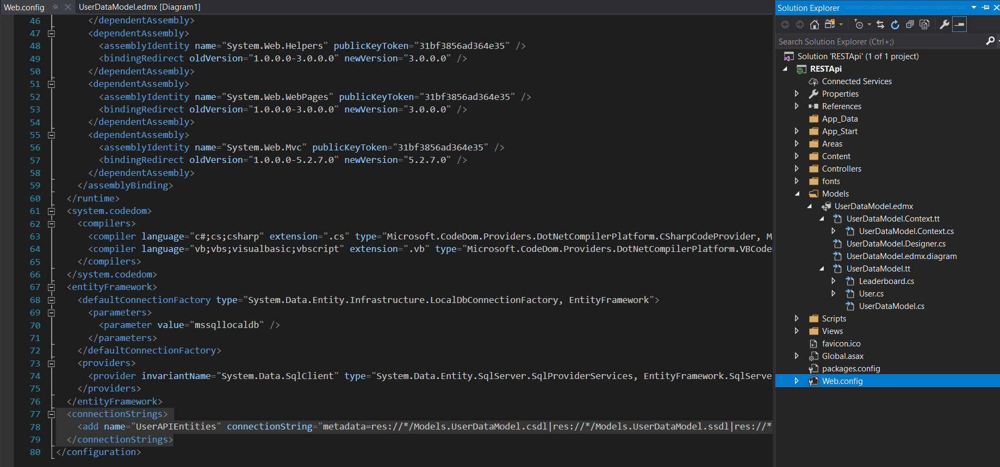 Web.config
UserDataModel.edmx [Diagram1]
46 </dependentAssembly>
47 <dependentAssembly>
48 <assemblyIdentity name="System.Web.Helpers" publicKeyToken="31bf3856ad364e35" />
49 <bindingRedirect oldVersion="1.0.0.0-3.0.0.0" newVersion="3.0.0.0" />
50 </dependentAssembly>
51 <dependentAssembly>
52 <assemblyIdentity name="System.Web.WebPages" publicKeyToken="31bf3856ad364e35" />
53 <bindingRedirect oldVersion="1.0.0.0-3.0.0.0" newVersion="3.0.0.0" />
54 </dependentAssembly>
55 <dependentAssembly>
56 <assemblyIdentity name="System.Web.Mvc" publicKeyToken="31bf3856ad364e35" />
57 <bindingRedirect oldVersion="1.0.0.0-5.2.7.0" newVersion="5.2.7.0" />
58 </dependentAssembly>
59 </assemblyBinding>
60 </runtime>
61 <system.codedom>
62 <compilers>
63 <compiler language="c#;cs;csharp" extension=".cs" type="Microsoft.CodeDom.Providers.DotNetCompilerPlatform.CSharpCodeProvider, M
64 <compiler language="vb;vbs;visualbasic;vbscript" extension=".vb" type="Microsoft.CodeDom.Providers.DotNetCompilerPlatform.VBCode
65 </compilers>
66 </system.codedom>
67 <entityFramework>
68 <defaultConnectionFactory type="System.Data.Entity.Infrastructure.LocalDbConnectionFactory, EntityFramework">
69 <parameters>
70 <parameter value="mssqllocaldb" />
71 </parameters>
72 </defaultConnectionFactory>
73 <providers>
74 <provider invariantName="System.Data.SqlClient" type="System.Data.Entity.SqlServer.SqlProviderServices, EntityFramework.SqlServe
75 </providers>
76 </entityFramework>
77 <connectionStrings>
78 <add name="UserAPIEntities" connectionString="metadata=res://*/Models.UserDataModel.csdl|res://*/Models.UserDataModel.ssdl|res://*
79 </connectionStrings>
80 </configuration>
Solution Explorer
Search Solution Explorer (Ctrl+;)
Solution 'RESTApi' (1 of 1 project)
RESTApi
Connected Services
Properties
References
App_Data
App_Start
Areas
Content
Controllers
fonts
Models
UserDataModel.edmx
UserDataModel.Context.tt
UserDataModel.Context.cs
UserDataModel.Designer.cs
UserDataModel.edmx.diagram
UserDataModel.tt
Leaderboard.cs
User.cs
UserDataModel.cs
Scripts
Views
favicon.ico
Global.asax
packages.config
Web.config